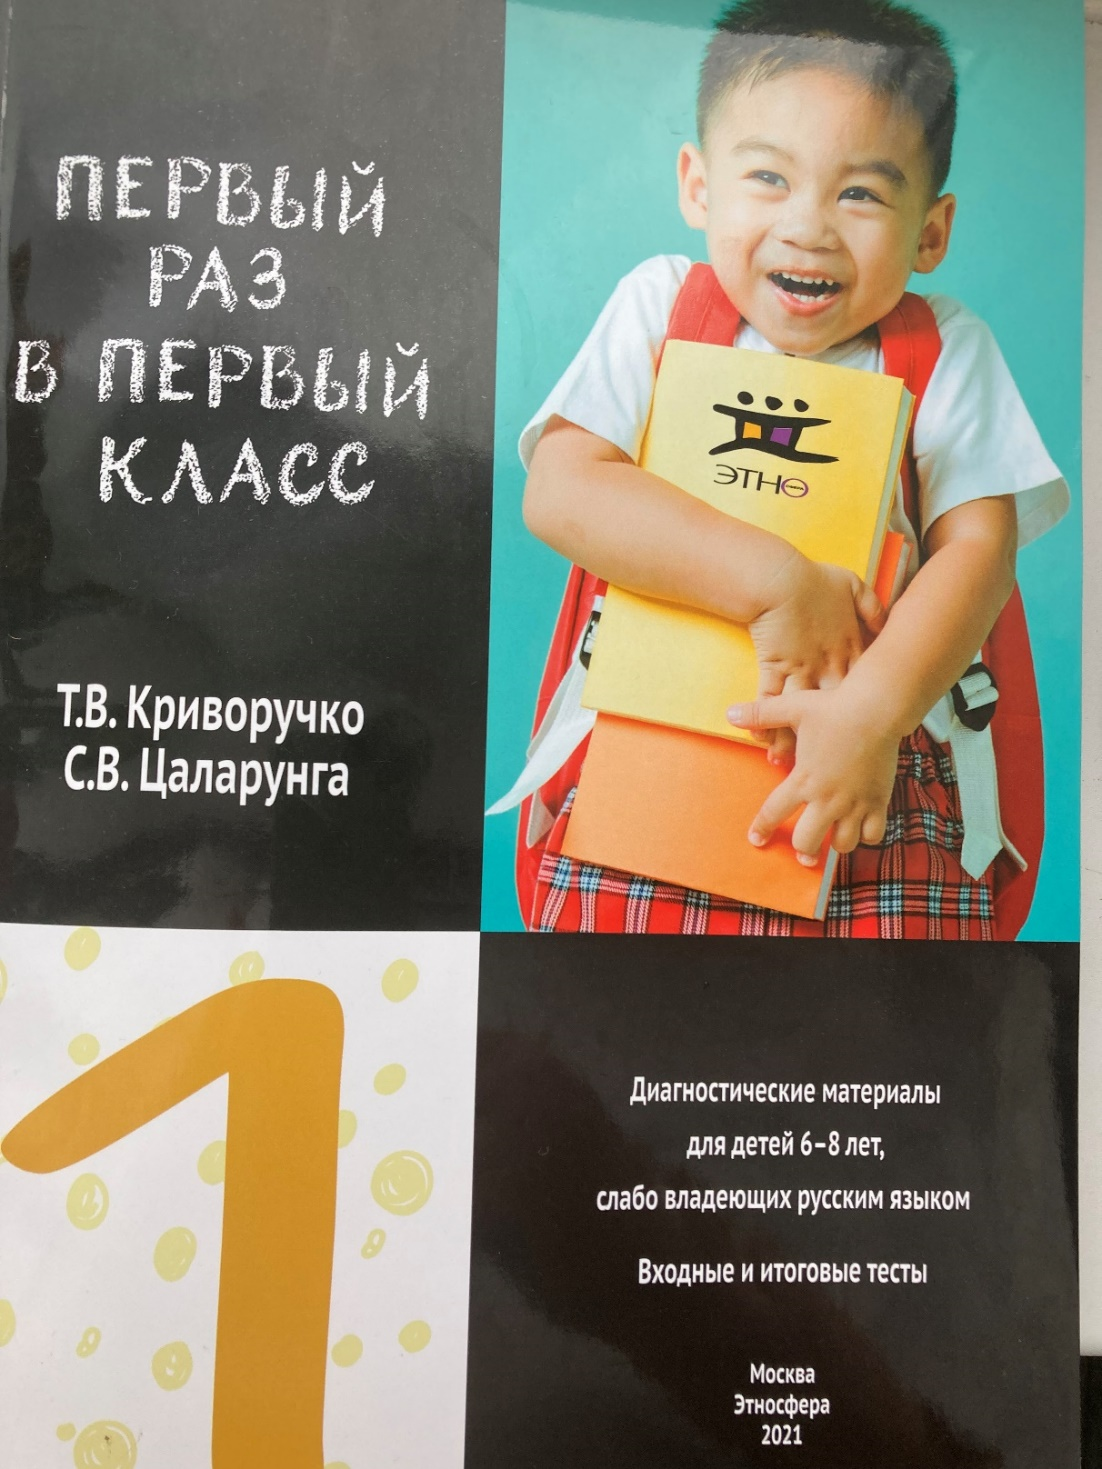 ПЕРВЫЙ
РАЗ
В ПЕРВЫЙ
КЛАСС
ЭТНО
Т.В. Криворучко
С.В. Цаларунга
1
Диагностические материалы
для детей 6–8 лет,
слабо владеющих русским языком
Входные и итоговые тесты
Москва
Этносфера
2021